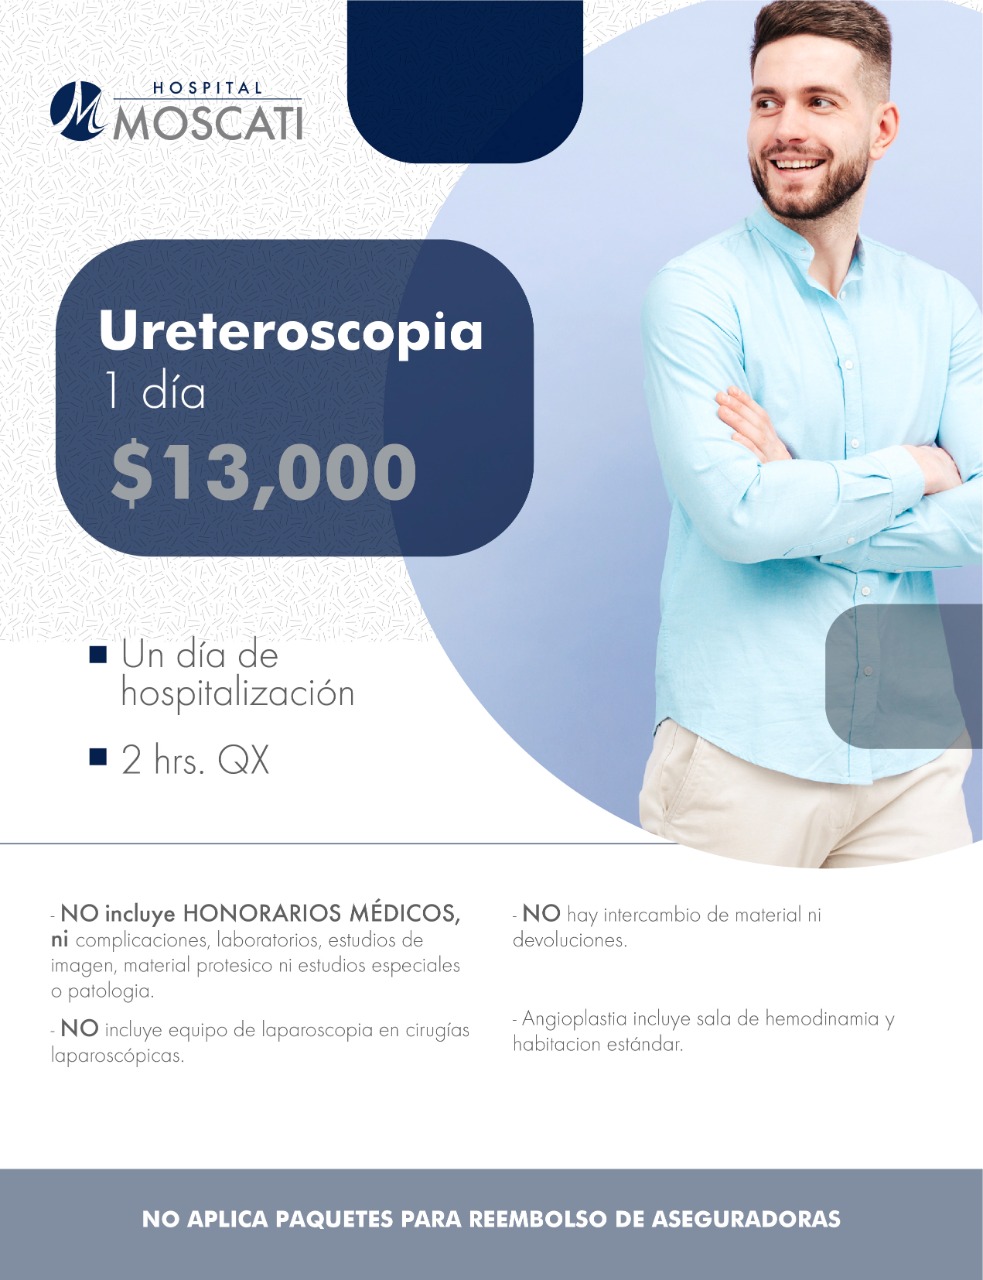 HOSPITAL
MOSCATI
Ureteroscopia
1 día
$13,000
Un día de
hospitalización
2 hrs. QX
- NO incluye HONORARIOS MÉDICOS,
ni complicaciones, laboratorios, estudios de
imagen, material protesico ni estudios especiales
o patologia.
- NO incluye equipo de laparoscopia en cirugías
laparoscópicas.
- NO hay intercambio de material ni
devoluciones.
- Angioplastia incluye sala de hemodinamia y
habitacion estándar.
NO APLICA PAQUETES PARA REEMBOLSO DE ASEGURADORAS